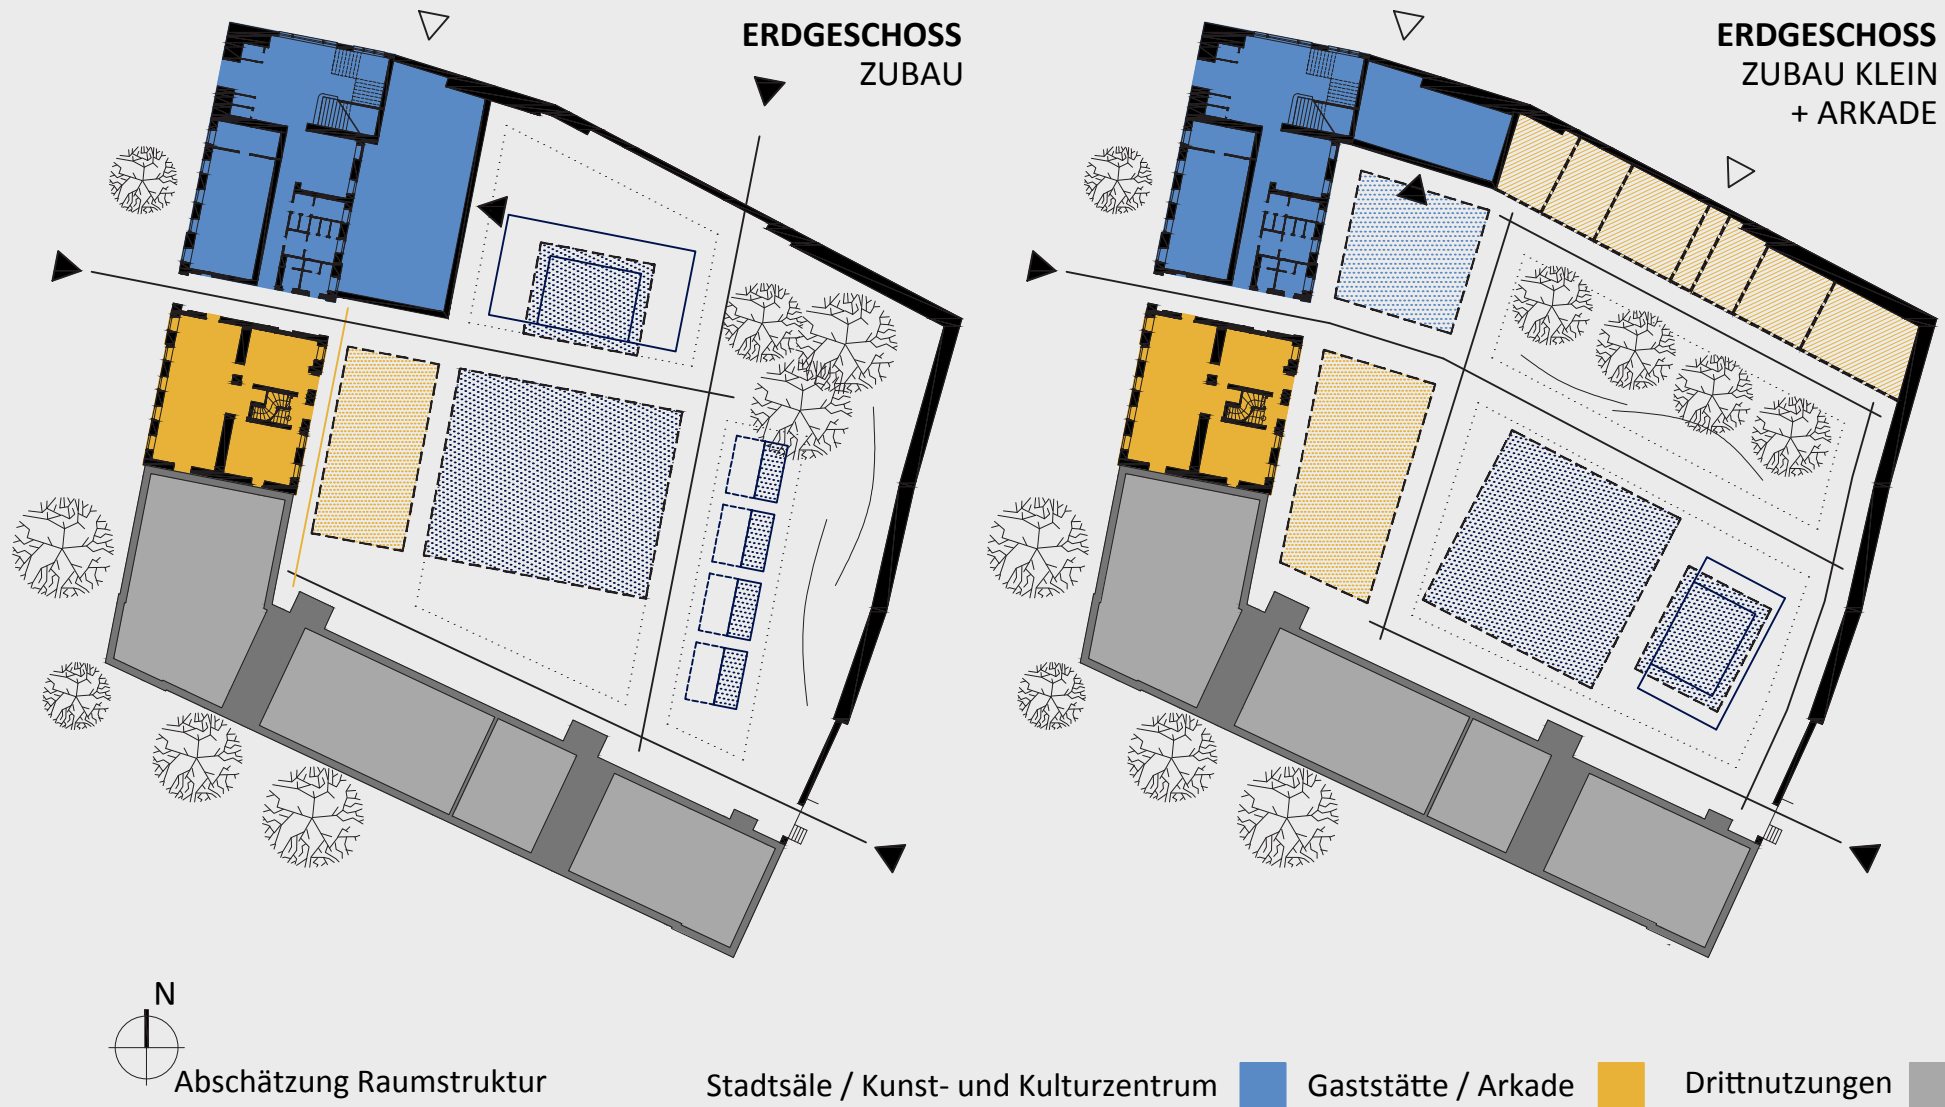 ERDGESCHOSS
ZUBAU
ERDGESCHOSS
ZUBAU KLEIN
+ ARKADE
N
Abschätzung Raumstruktur
Stadtsäle / Kunst- und Kulturzentrum
Gaststätte / Arkade
Drittnutzungen